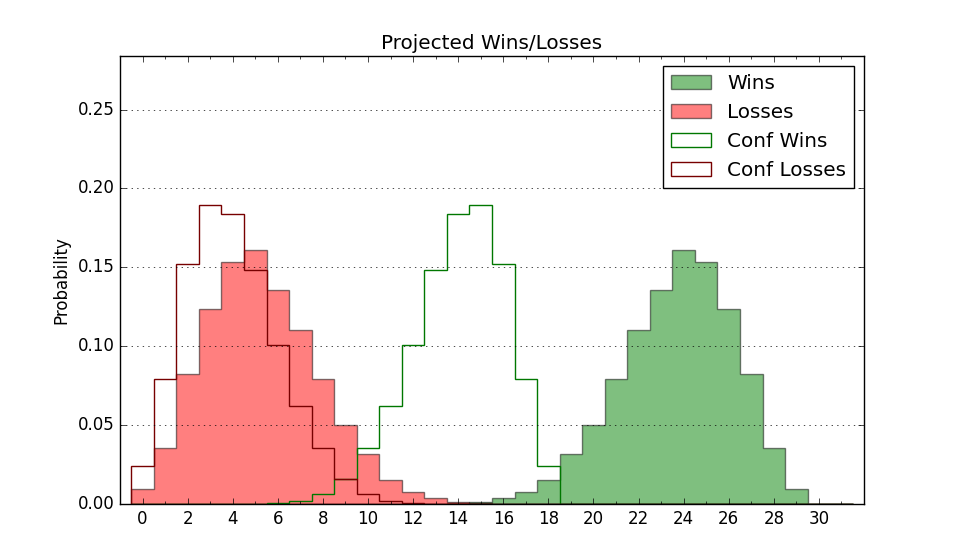 Projected Wins/Losses
Wins
Losses
Conf Wins
Conf Losses
Probability
0.25
0.20
0.15
0.10
0.05
0.00
0 2 4 6 8 10 12 14 16 18 20 22 24 26 28 30